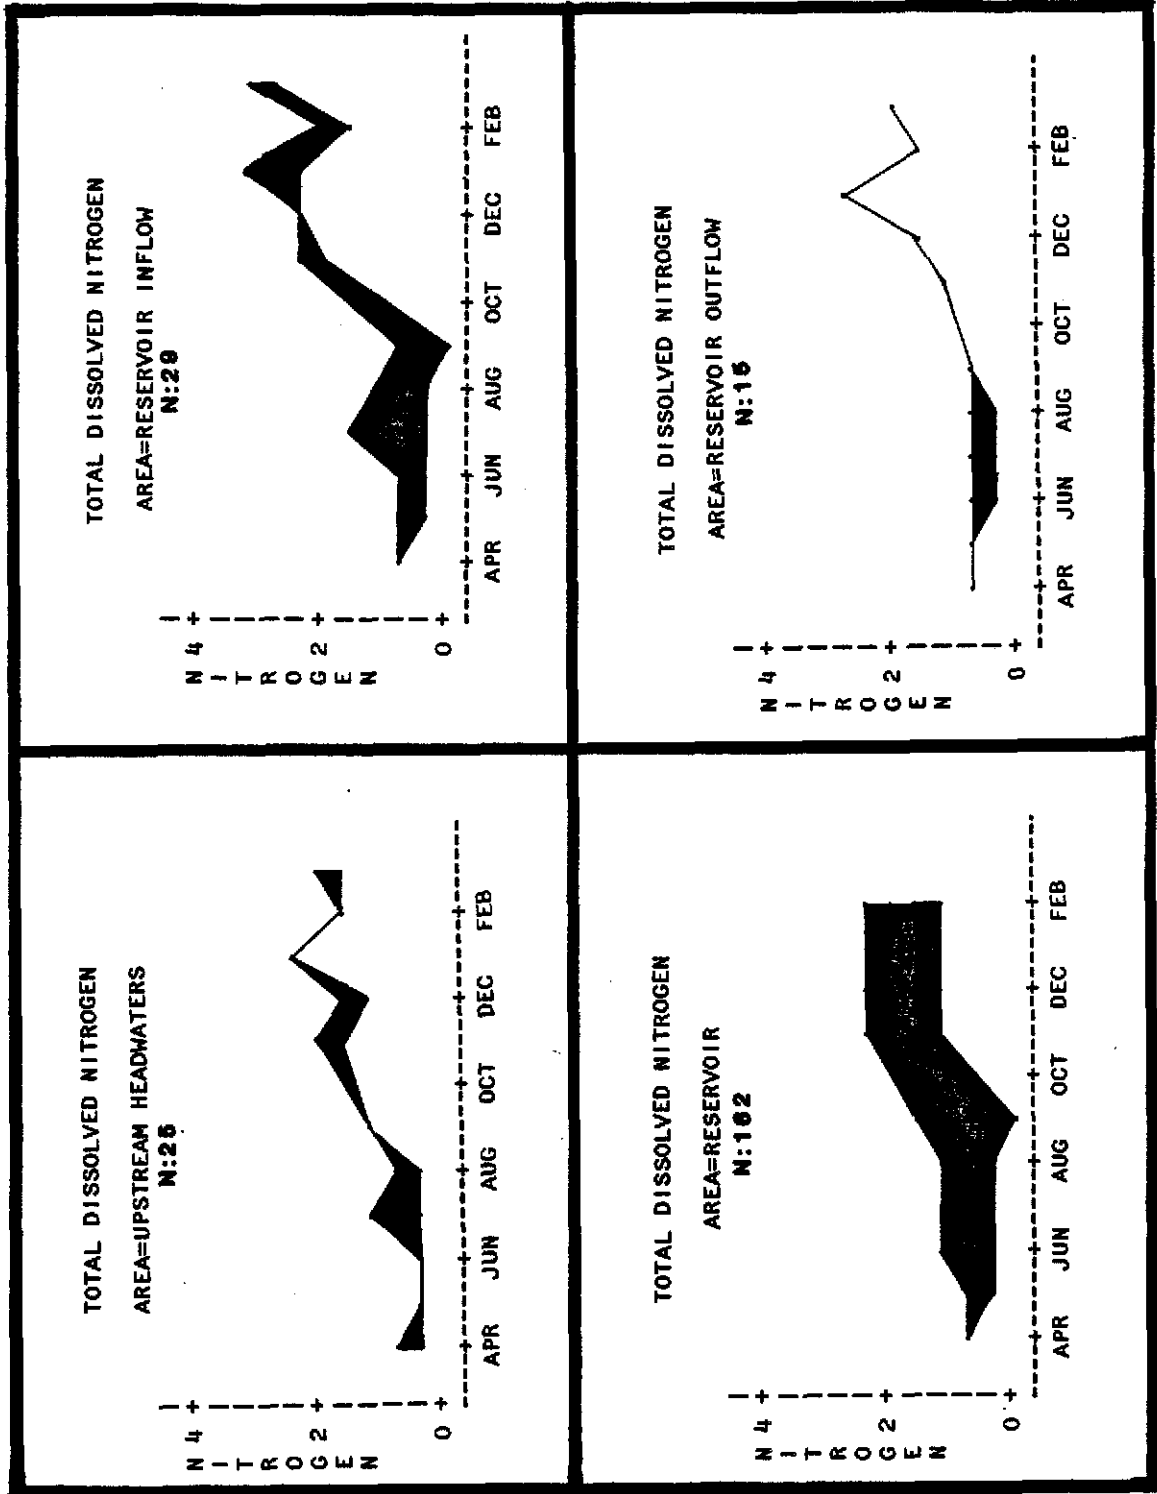 TOTAL DISSOLVED NITROGEN
AREA=UPSTREAM HEADWATERS
N:25
N 4
I
T
R
O
G 2
E
N
0
APR JUN AUG OCT DEC FEB
TOTAL DISSOLVED NITROGEN
AREA=RESERVOIR INFLOW
N:29
N 4
I
T
R
O
G 2
E
N
0
APR JUN AUG OCT DEC FEB
TOTAL DISSOLVED NITROGEN
AREA=RESERVOIR
N:162
N 4
I
T
R
O
G 2
E
N
0
APR JUN AUG OCT DEC FEB
TOTAL DISSOLVED NITROGEN
AREA=RESERVOIR OUTFLOW
N:15
N 4
I
T
R
O
G 2
E
N
0
APR JUN AUG OCT DEC FEB